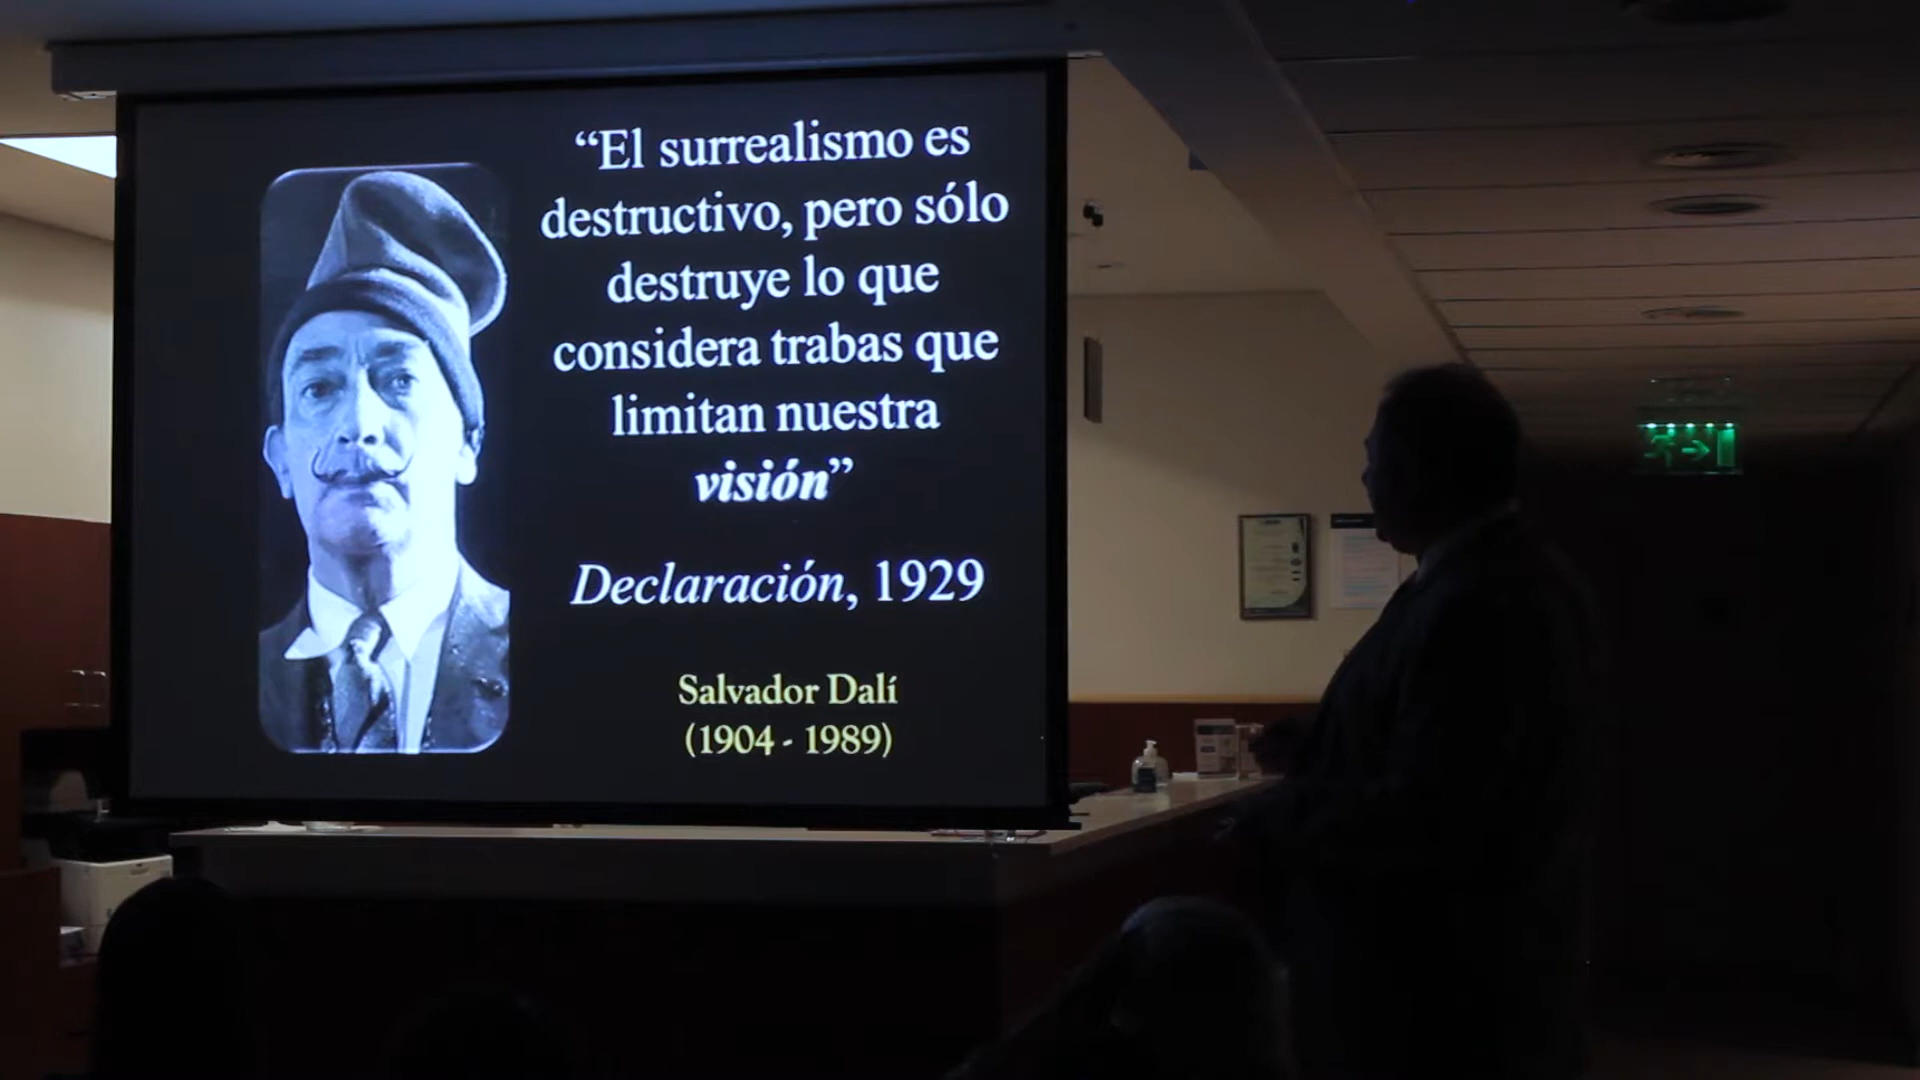 “El surrealismo es
destructivo, pero sólo
destruye lo que
considera trabas que
limitan nuestra
visión”
Declaración, 1929
Salvador Dalí
(1904 - 1989)